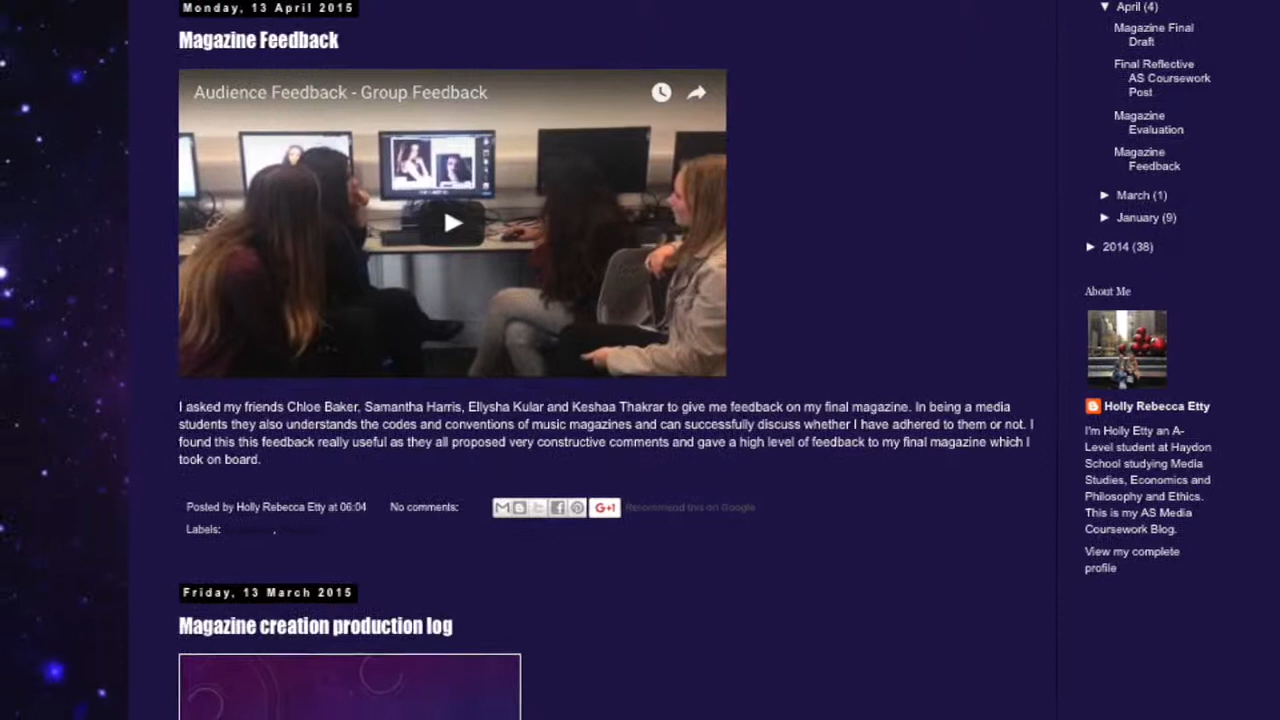 Monday, 13 April 2015
Magazine Feedback
Audience Feedback - Group Feedback
I asked my friends Chloe Baker, Samantha Harris, Ellysha Kular and Keshaa Thakrar to give me feedback on my final magazine. In being a media
students they also understands the codes and conventions of music magazines and can successfully discuss whether I have adhered to them or not. I
found this this feedback really useful as they all proposed very constructive comments and gave a high level of feedback to my final magazine which I
took on board.
Posted by Holly Rebecca Etty at 06:04 No comments:
G+1 Recommend this on Google
Labels: ,
Friday, 13 March 2015
Magazine creation production log
▼ April (4)
Magazine Final
Draft
Final Reflective
AS Coursework
Post
Magazine
Evaluation
Magazine
Feedback
► March (1)
► January (9)
► 2014 (38)
About Me
Holly Rebecca Etty
I'm Holly Etty an A-
Level student at Haydon
School studying Media
Studies, Economics and
Philosophy and Ethics.
This is my AS Media
Coursework Blog.
View my complete
profile